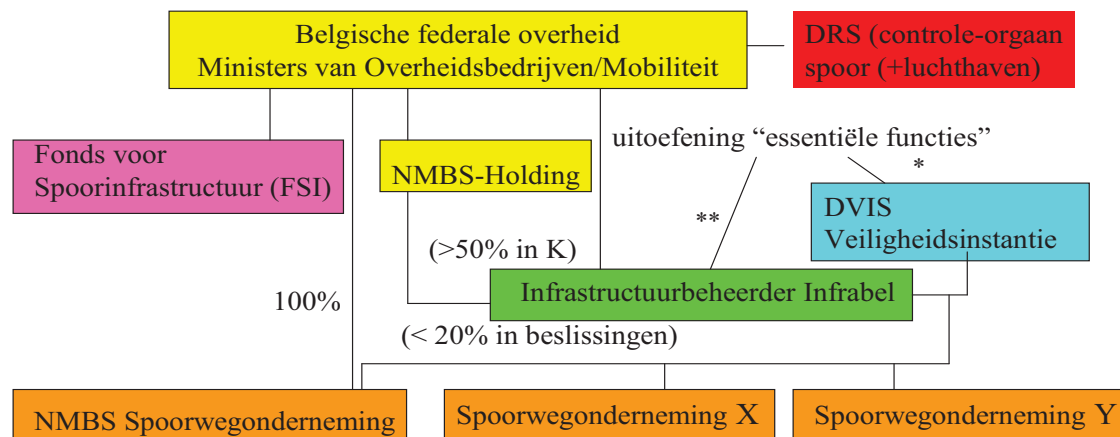 Belgische federale overheid
Ministers van Overheidsbedrijven/Mobiliteit
DRS (controle-orgaan
spoor (+luchthaven)
uitoefening “essentiële functies”
Fonds voor
Spoorinfrastructuur (FSI)
NMBS-Holding
*
**
DVIS
Veiligheidsinstantie
(>50% in K)
Infrastructuurbeheerder Infrabel
100%
(< 20% in beslissingen)
NMBS Spoorwegonderneming
Spoorwegonderneming X
Spoorwegonderneming Y